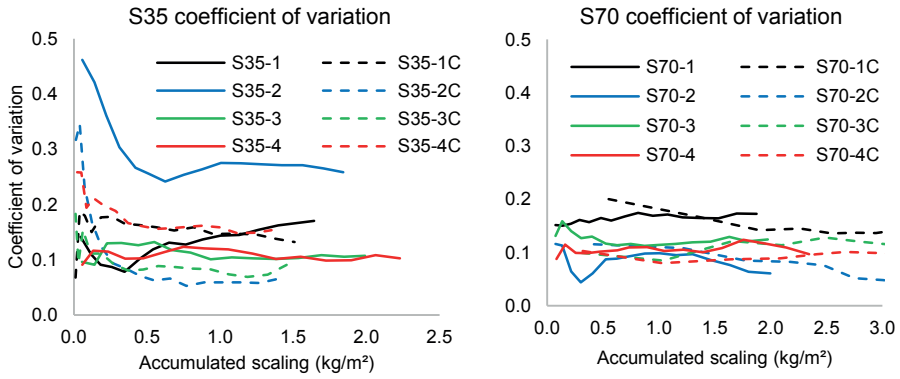 S35 coefficient of variation
Coefficient of variation
0.5
0.4
0.3
0.2
0.1
0.0
S35-1
S35-1C
S35-2
S35-2C
S35-3
S35-3C
S35-4
S35-4C
0.0 0.5 1.0 1.5 2.0 2.5
Accumulated scaling (kg/m²)
S70 coefficient of variation
0.5
0.4
0.3
0.2
0.1
0.0
S70-1
S70-1C
S70-2
S70-2C
S70-3
S70-3C
S70-4
S70-4C
0.0 0.5 1.0 1.5 2.0 2.5 3.0
Accumulated scaling (kg/m²)